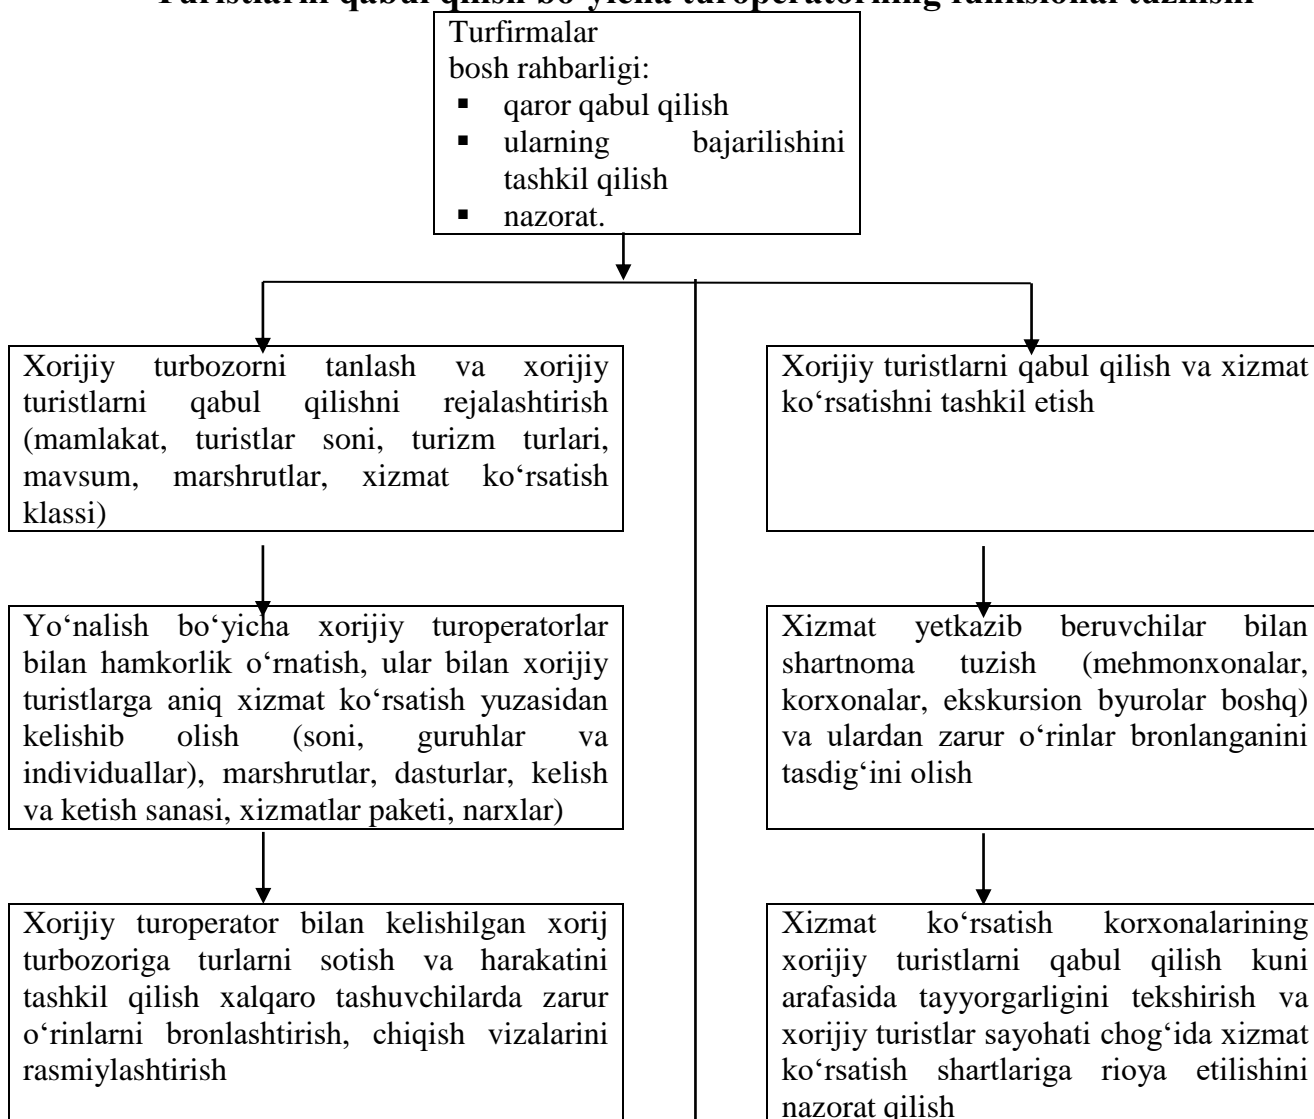 Turistlarni qabul qilish bo‘yicha turoperatorning funksional tuzilishi
Turfirmalar
bosh rahbarligi:
▪ qaror qabul qilish
▪ ularning bajarilishini
tashkil qilish
▪ nazorat.
Xorijiy turbozorni tanlash va xorijiy
turistlarni qabul qilishni rejalashtirish
(mamlakat, turistlar soni, turizm turlari,
mavsum, marshrutlar, xizmat ko‘rsatish
klassi)
Xorijiy turistlarni qabul qilish va xizmat
ko‘rsatishni tashkil etish
Yo‘nalish bo‘yicha xorijiy turoperatorlar
bilan hamkorlik o‘rnatish, ular bilan xorijiy
turistlarga aniq xizmat ko‘rsatish yuzasidan
kelishib olish (soni, guruhlar va
individuallar), marshrutlar, dasturlar, kelish
va ketish sanasi, xizmatlar paketi, narxlar)
Xizmat yetkazib beruvchilar bilan
shartnoma tuzish (mehmonxonalar,
korxonalar, ekskursion byurolar boshq)
va ulardan zarur o‘rinlar bronlanganini
tasdig‘ini olish
Xorijiy turoperator bilan kelishilgan xorij
turbozoriga turlarni sotish va harakatini
tashkil qilish xalqaro tashuvchilarda zarur
o‘rinlarni bronlashtirish, chiqish vizalarini
rasmiylashtirish
Xizmat ko‘rsatish korxonalarining
xorijiy turistlarni qabul qilish kuni
arafasida tayyorgarligini tekshirish va
xorijiy turistlar sayohati chog‘ida xizmat
ko‘rsatish shartlariga rioya etilishini
nazorat qilish